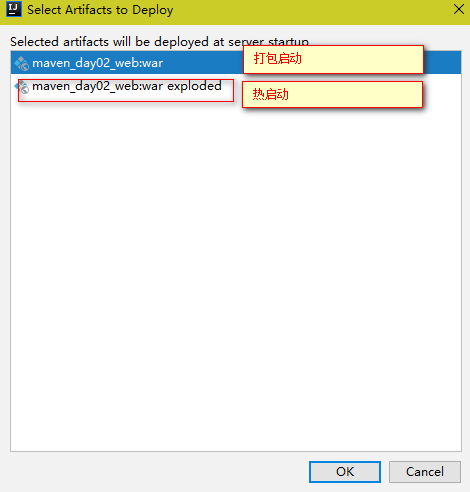 Select Artifacts to Deploy
Selected artifacts will be deployed at server startup
maven_day02_web:war
打包启动
maven_day02_web:war exploded
热启动
OK
Cancel